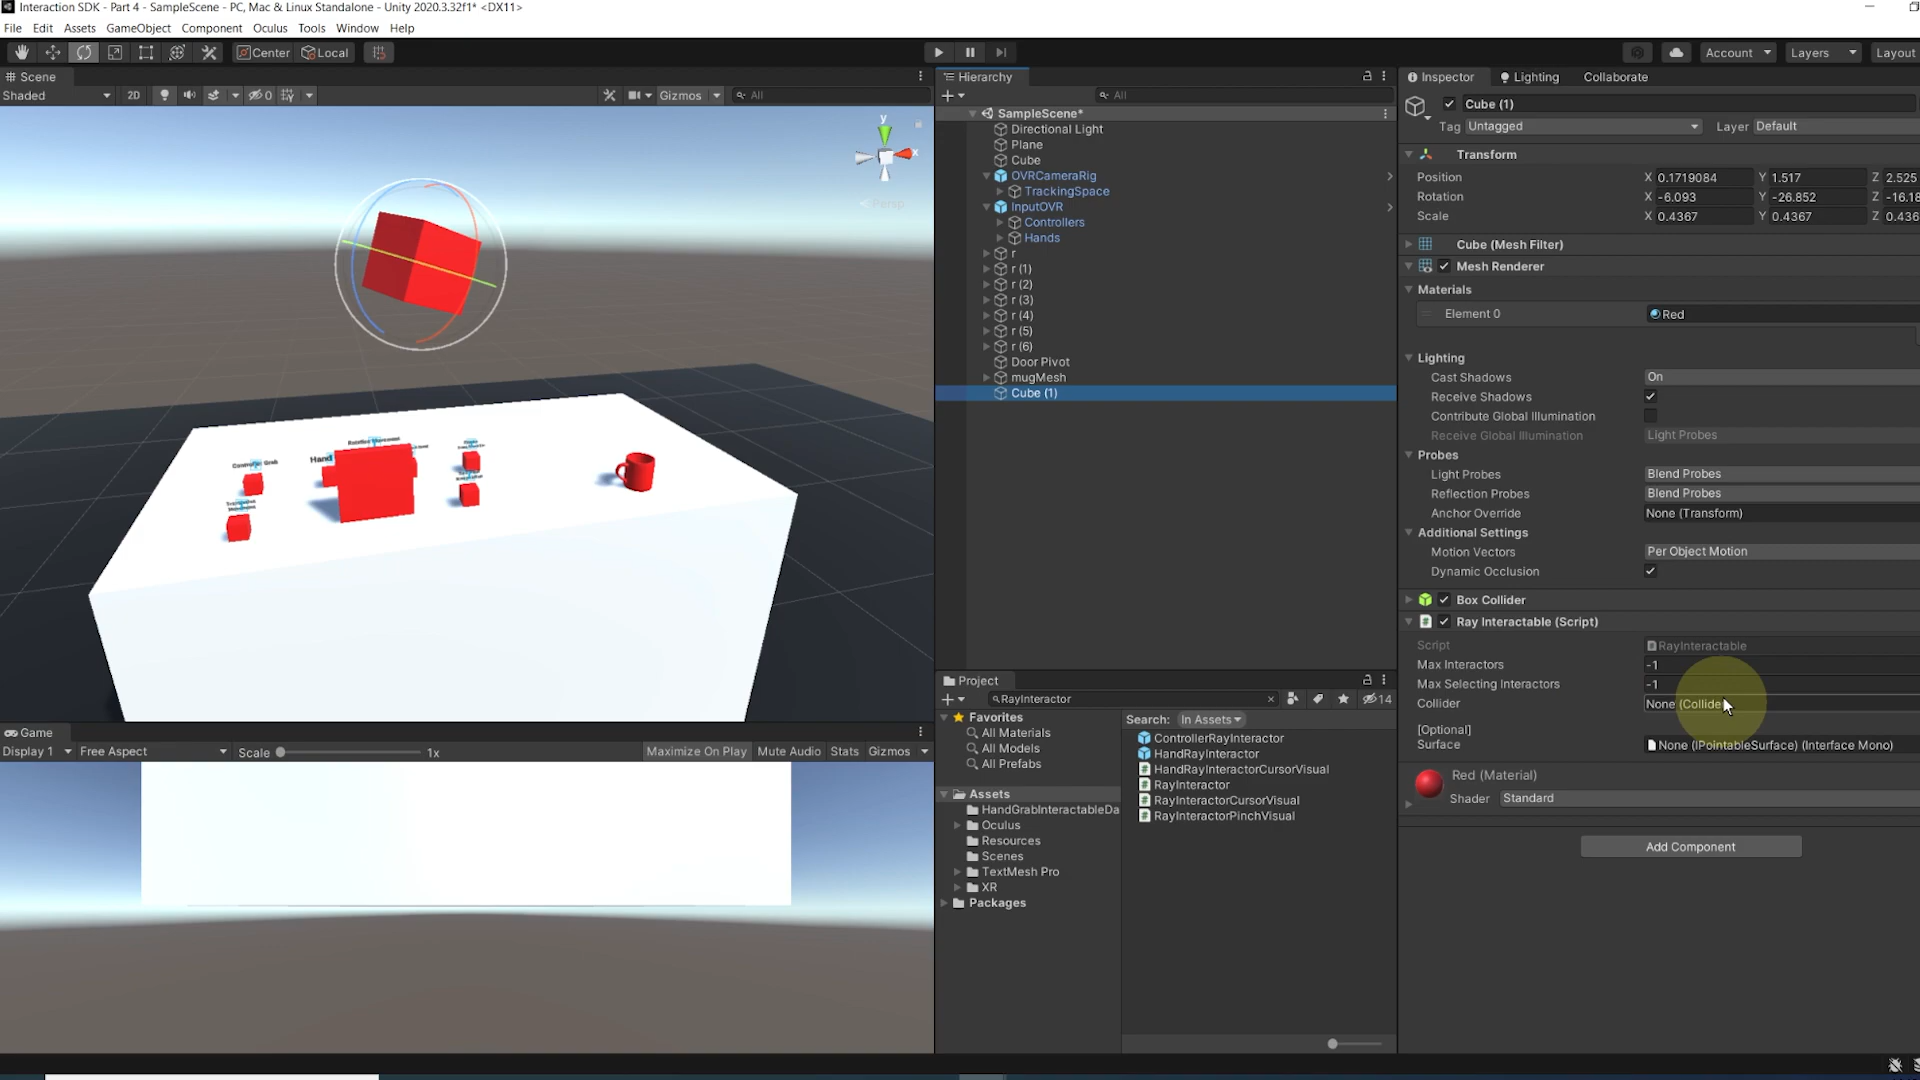 Interaction SDK - Part 4 - SampleScene - PC, Mac & Linux Standalone - Unity 2020.3.32f1* <DX11>
File Edit Assets GameObject Component Oculus Tools Window Help
Center Local Account Layers Layout
Scene
Shaded 2D 0 Gizmos All
y
x
Persp
Controller Grab
Hand
Relative Movement
Game
Display 1 Free Aspect Scale 1x Maximize On Play Mute Audio Stats Gizmos
Hierarchy
All
SampleScene*
Directional Light
Plane
Cube
OVRCameraRig
TrackingSpace
InputOVR
Controllers
Hands
r
r (1)
r (2)
r (3)
r (4)
r (5)
r (6)
Door Pivot
mugMesh
Cube (1)
Project
RayInteractor 14
Favorites
All Materials
All Models
All Prefabs
Assets
HandGrabInteractableDa
Oculus
Resources
Scenes
TextMesh Pro
XR
Packages
Search: In Assets
ControllerRayInteractor
HandRayInteractor
HandRayInteractorCursorVisual
RayInteractor
RayInteractorCursorVisual
RayInteractorPinchVisual
Inspector Lighting Collaborate
Cube (1)
Tag Untagged Layer Default
Transform
Position X 0.1719084 Y 1.517 Z 2.525
Rotation X -6.093 Y -26.852 Z -16.18
Scale X 0.4367 Y 0.4367 Z 0.436
Cube (Mesh Filter)
Mesh Renderer
Materials
Element 0 Red
Lighting
Cast Shadows On
Receive Shadows
Contribute Global Illumination
Receive Global Illumination Light Probes
Probes
Light Probes Blend Probes
Reflection Probes Blend Probes
Anchor Override None (Transform)
Additional Settings
Motion Vectors Per Object Motion
Dynamic Occlusion
Box Collider
Ray Interactable (Script)
Script RayInteractable
Max Interactors -1
Max Selecting Interactors -1
Collider None (Collide
[Optional]
Surface None (IPointableSurface) (Interface Mono)
Red (Material)
Shader Standard
Add Component